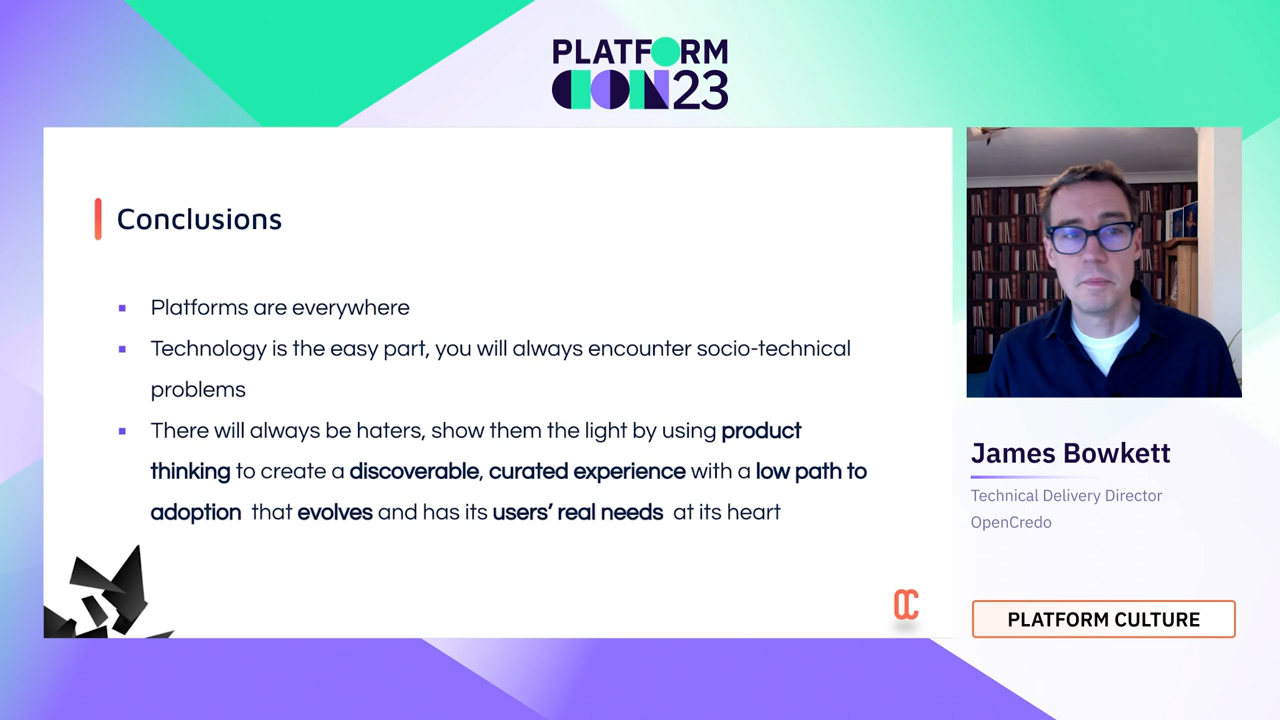 PLATFORM
CON23
Conclusions
▪ Platforms are everywhere
▪ Technology is the easy part, you will always encounter socio-technical
problems
▪ There will always be haters, show them the light by using product
thinking to create a discoverable, curated experience with a low path to
adoption that evolves and has its users’ real needs at its heart
OC
James Bowkett
Technical Delivery Director
OpenCredo
PLATFORM CULTURE